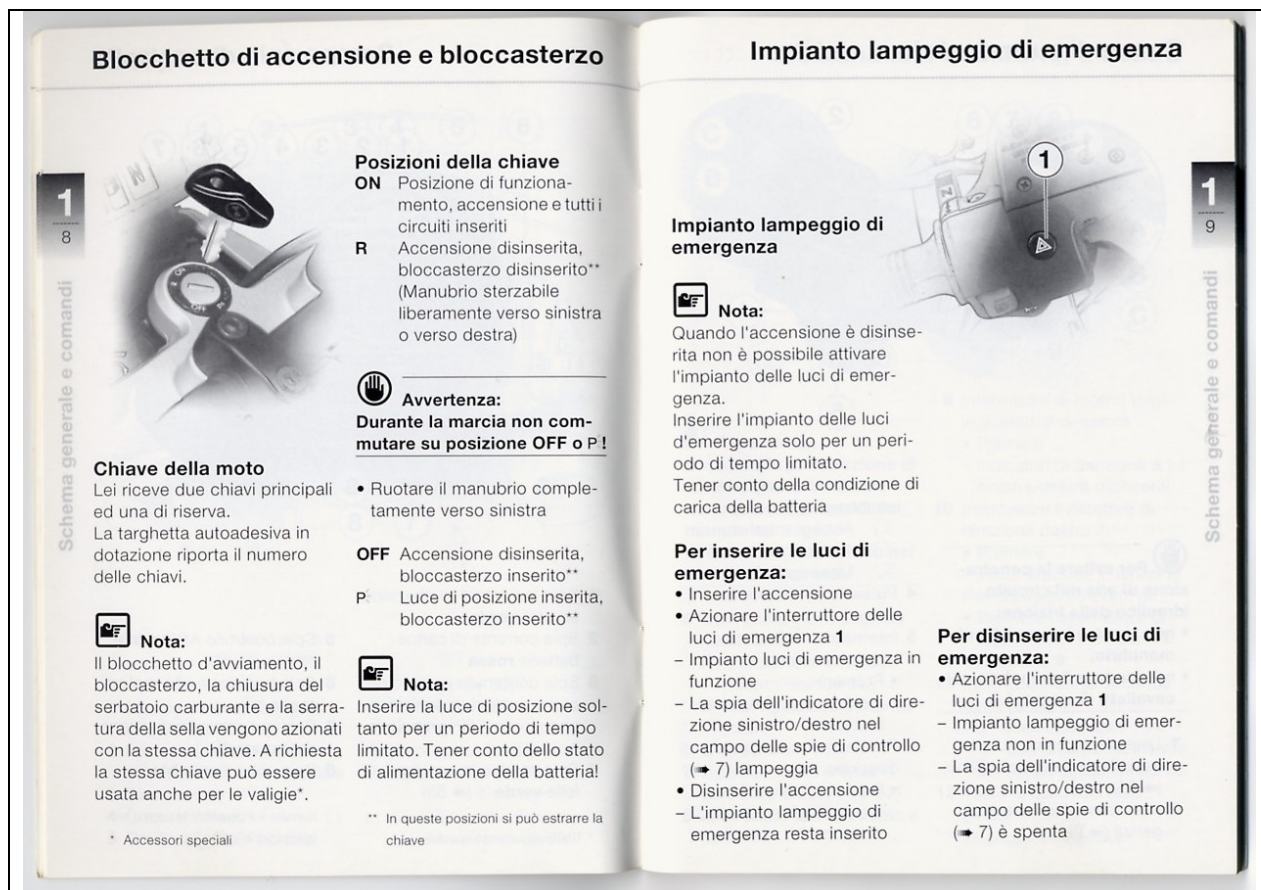 Blocchetto di accensione e bloccasterzo
1
8
Schema generale e comandi
ON
R
OFF
Chiave della moto
Lei riceve due chiavi principali
ed una di riserva.
La targhetta autoadesiva in
dotazione riporta il numero
delle chiavi.
Nota:
Il blocchetto d'avviamento, il
bloccasterzo, la chiusura del
serbatoio carburante e la serra-
tura della sella vengono azionati
con la stessa chiave. A richiesta
la stessa chiave può essere
usata anche per le valigie*.
* Accessori speciali
Posizioni della chiave
ON Posizione di funziona-
mento, accensione e tutti i
circuiti inseriti
R Accensione disinserita,
bloccasterzo disinserito**
(Manubrio sterzabile
liberamente verso sinistra
o verso destra)
Avvertenza:
Durante la marcia non com-
mutare su posizione OFF o P!
• Ruotare il manubrio comple-
tamente verso sinistra
OFF Accensione disinserita,
bloccasterzo inserito**
P Luce di posizione inserita,
bloccasterzo inserito**
Nota:
Inserire la luce di posizione sol-
tanto per un periodo di tempo
limitato. Tener conto dello stato
di alimentazione della batteria!
** In queste posizioni si può estrarre la
chiave
Impianto lampeggio di emergenza
1
1
9
Schema generale e comandi
Impianto lampeggio di
emergenza
Nota:
Quando l'accensione è disinse-
rita non è possibile attivare
l'impianto delle luci di emer-
genza.
Inserire l'impianto delle luci
d'emergenza solo per un peri-
odo di tempo limitato.
Tener conto della condizione di
carica della batteria
Per inserire le luci di
emergenza:
• Inserire l'accensione
• Azionare l'interruttore delle
luci di emergenza 1
– Impianto luci di emergenza in
funzione
– La spia dell'indicatore di dire-
zione sinistro/destro nel
campo delle spie di controllo
(➠ 7) lampeggia
• Disinserire l'accensione
– L'impianto lampeggio di
emergenza resta inserito
Per disinserire le luci di
emergenza:
• Azionare l'interruttore delle
luci di emergenza 1
– Impianto lampeggio di emer-
genza non in funzione
– La spia dell'indicatore di dire-
zione sinistro/destro nel
campo delle spie di controllo
(➠ 7) è spenta